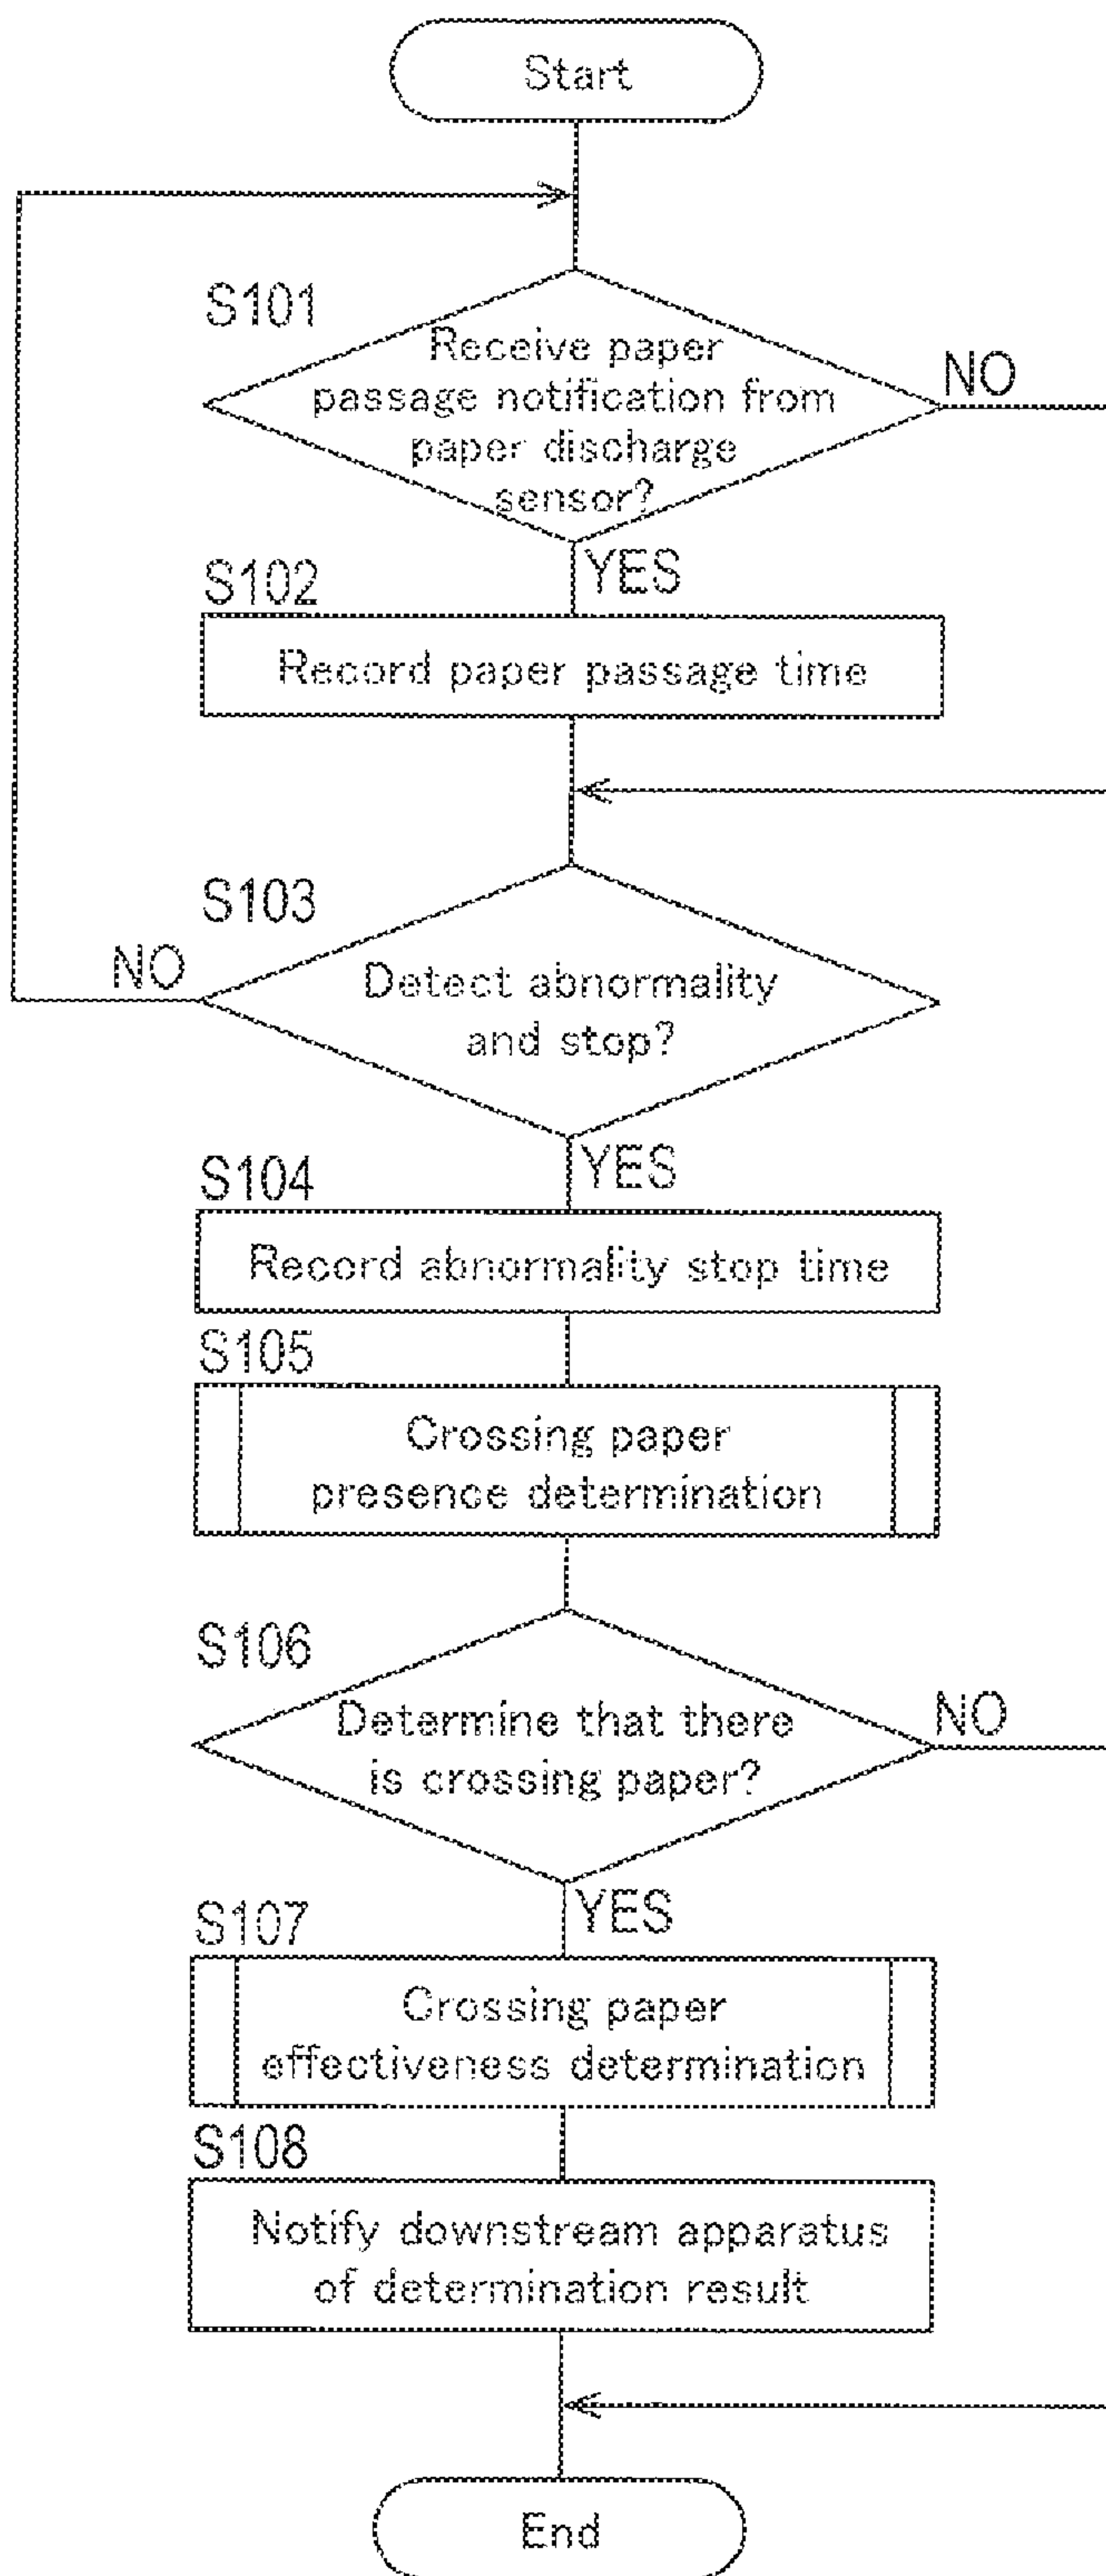 Start
S101
Receive paper
passage notification from
paper discharge
sensor?
NO
YES
S102
Record paper passage time
S103
NO
Detect abnormality
and stop?
YES
S104
Record abnormality stop time
S105
Crossing paper
presence determination
S106
Determine that there
is crossing paper?
NO
YES
S107
Crossing paper
effectiveness determination
S108
Notify downstream apparatus
of determination result
End